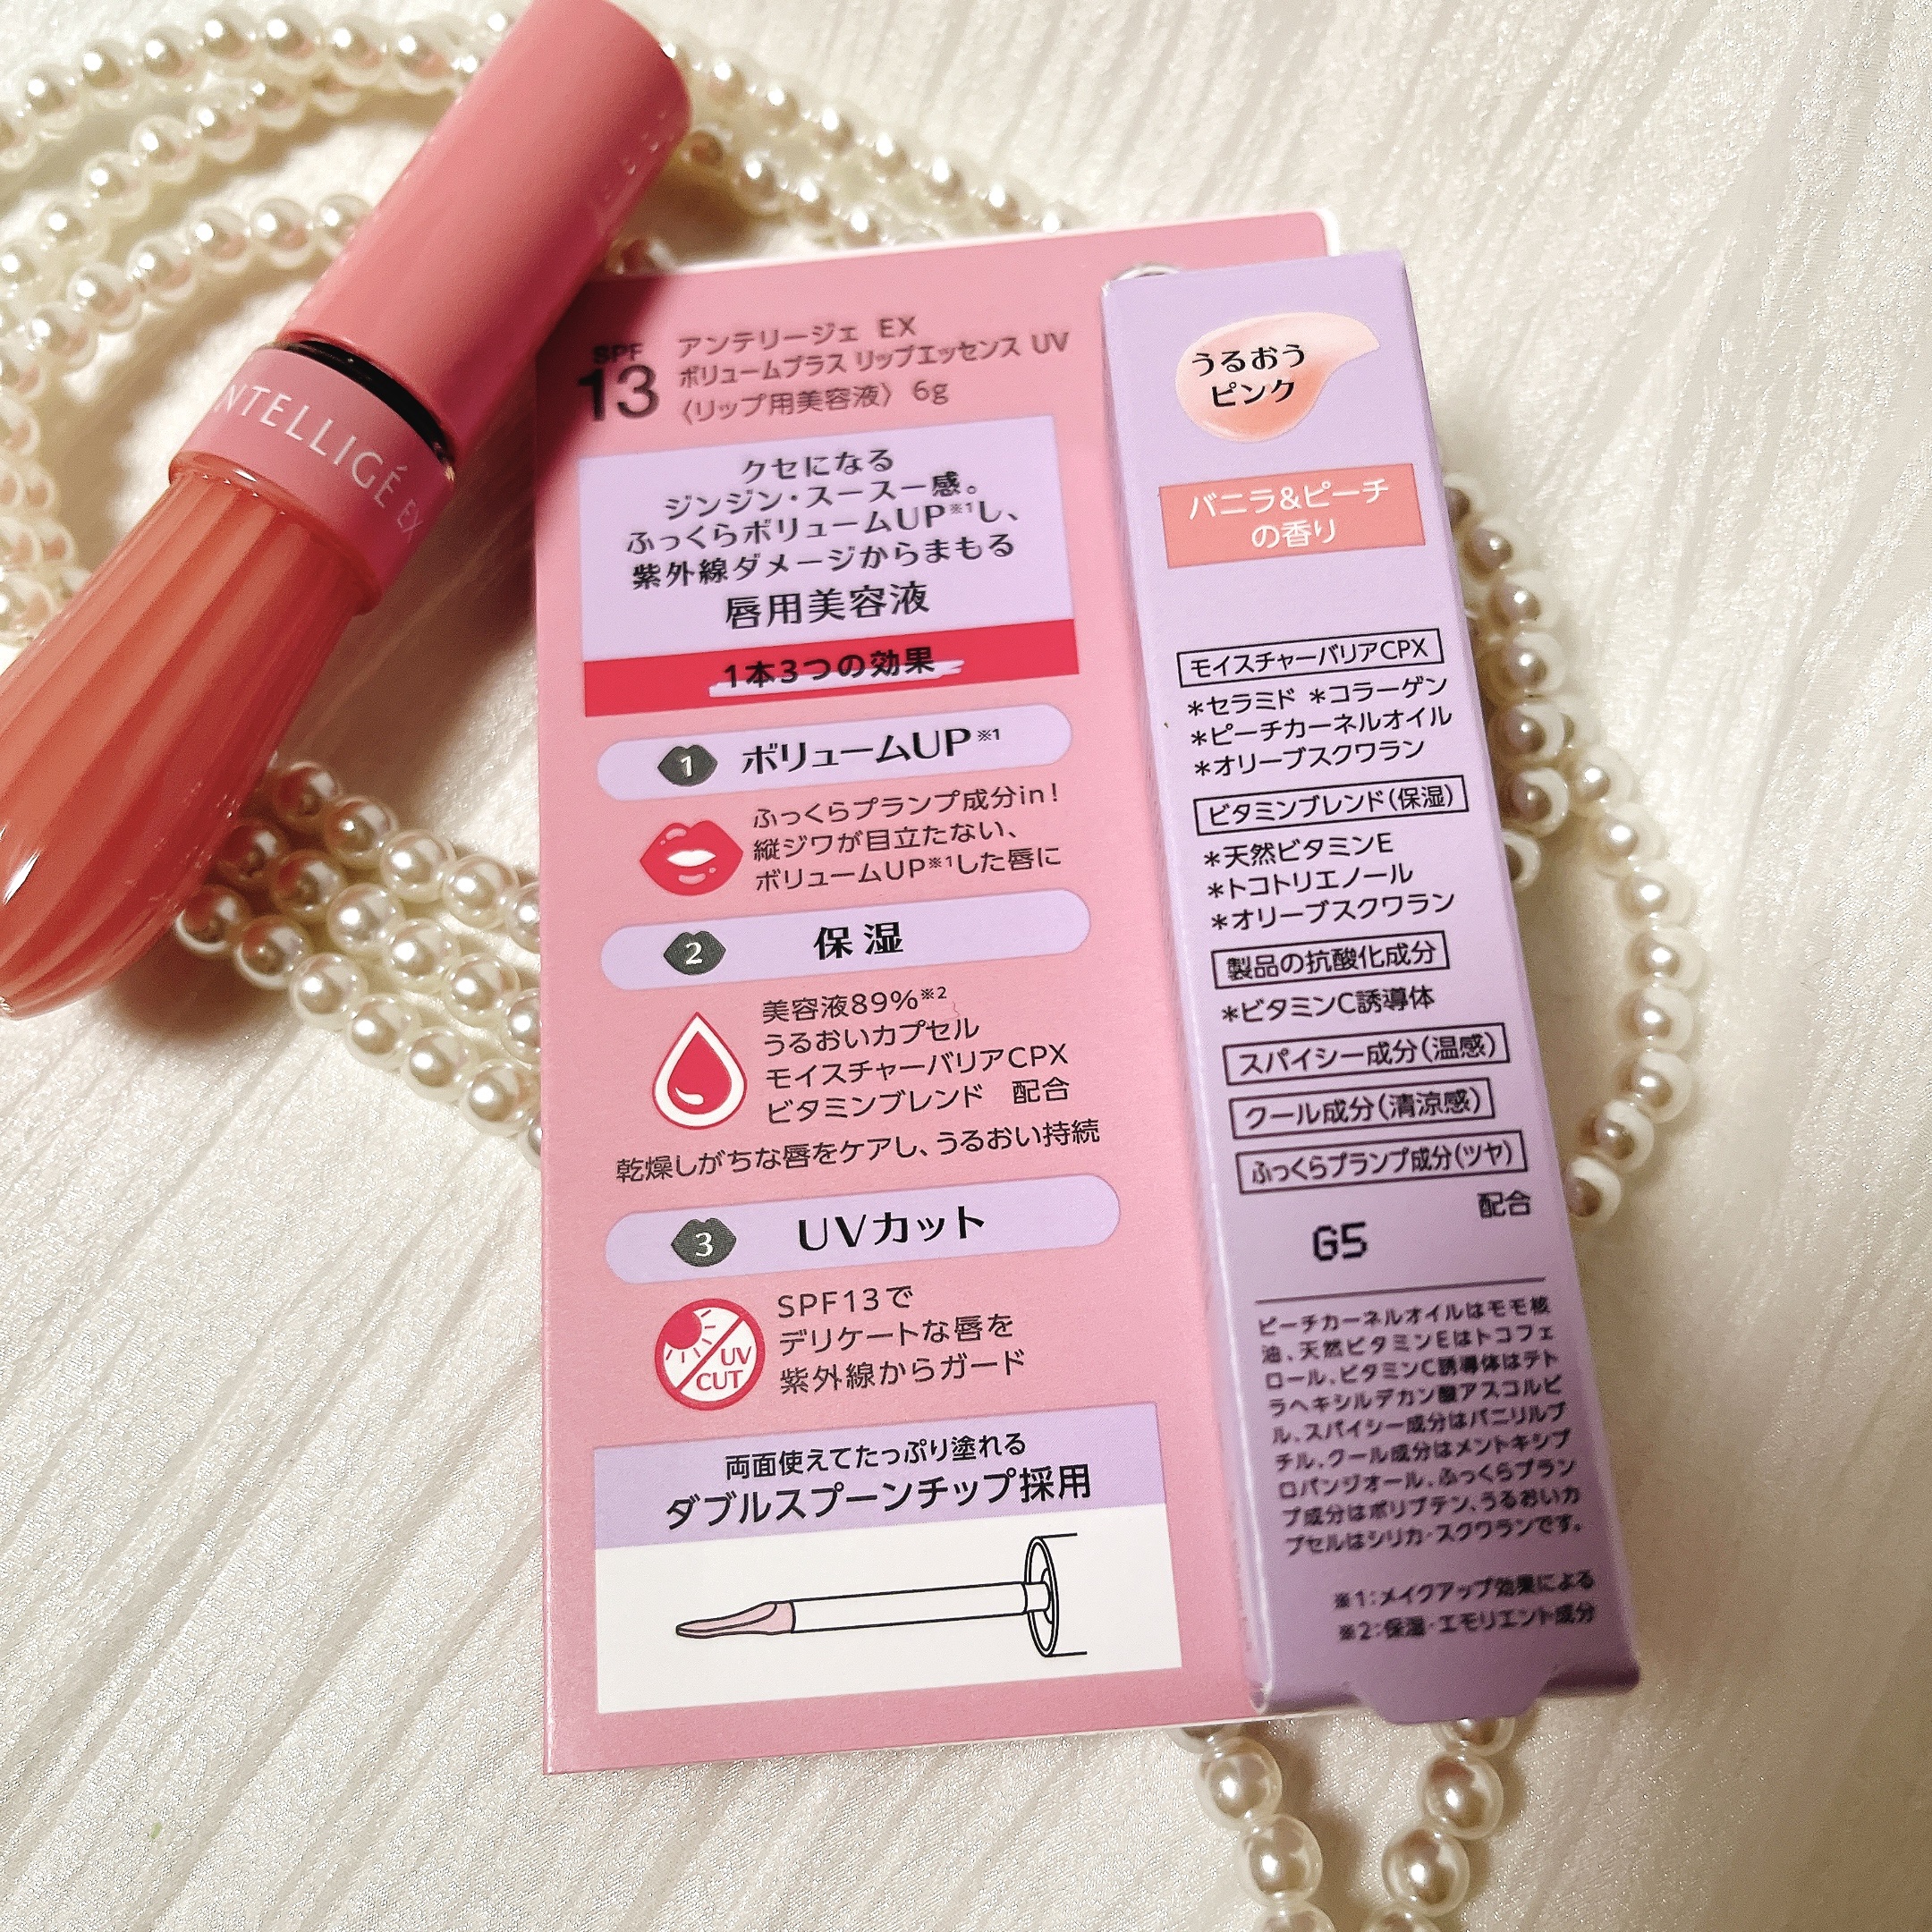 NTELLIGÉ EX
SPF
13
アンテリージェ EX
ボリュームプラス リップエッセンス UV
〈リップ用美容液〉 6g
クセになる
ジンジン・スースー感。
ふっくらボリュームUP※1し、
紫外線ダメージからまもる
唇用美容液
1本3つの効果
1 ボリュームUP※1
ふっくらプランプ成分in!
縦ジワが目立たない、
ボリュームUP※1した唇に
2 保湿
美容液89%※2
うるおいカプセル
モイスチャーバリアCPX
ビタミンブレンド 配合
乾燥しがちな唇をケアし、うるおい持続
3 UVカット
UV
CUT
SPF13で
デリケートな唇を
紫外線からガード
両面使えてたっぷり塗れる
ダブルスプーンチップ採用
うるおう
ピンク
バニラ&ピーチ
の香り
モイスチャーバリアCPX
*セラミド *コラーゲン
*ピーチカーネルオイル
*オリーブスクワラン
ビタミンブレンド(保湿)
*天然ビタミンE
*トコトリエノール
*オリーブスクワラン
製品の抗酸化成分
*ビタミンC誘導体
スパイシー成分(温感)
クール成分(清涼感)
ふっくらプランプ成分(ツヤ)
配合
G5
ピーチカーネルオイルはモモ核
油、天然ビタミンEはトコフェ
ロール、ビタミンC誘導体はテト
ラヘキシルデカン酸アスコルビ
ル、スパイシー成分はバニリルブ
チル、クール成分はメントキシプ
ロパンジオール、ふっくらプラン
プ成分はポリブテン、うるおいカ
プセルはシリカ・スクワランです。
※1:メイクアップ効果による
※2:保湿・エモリエント成分